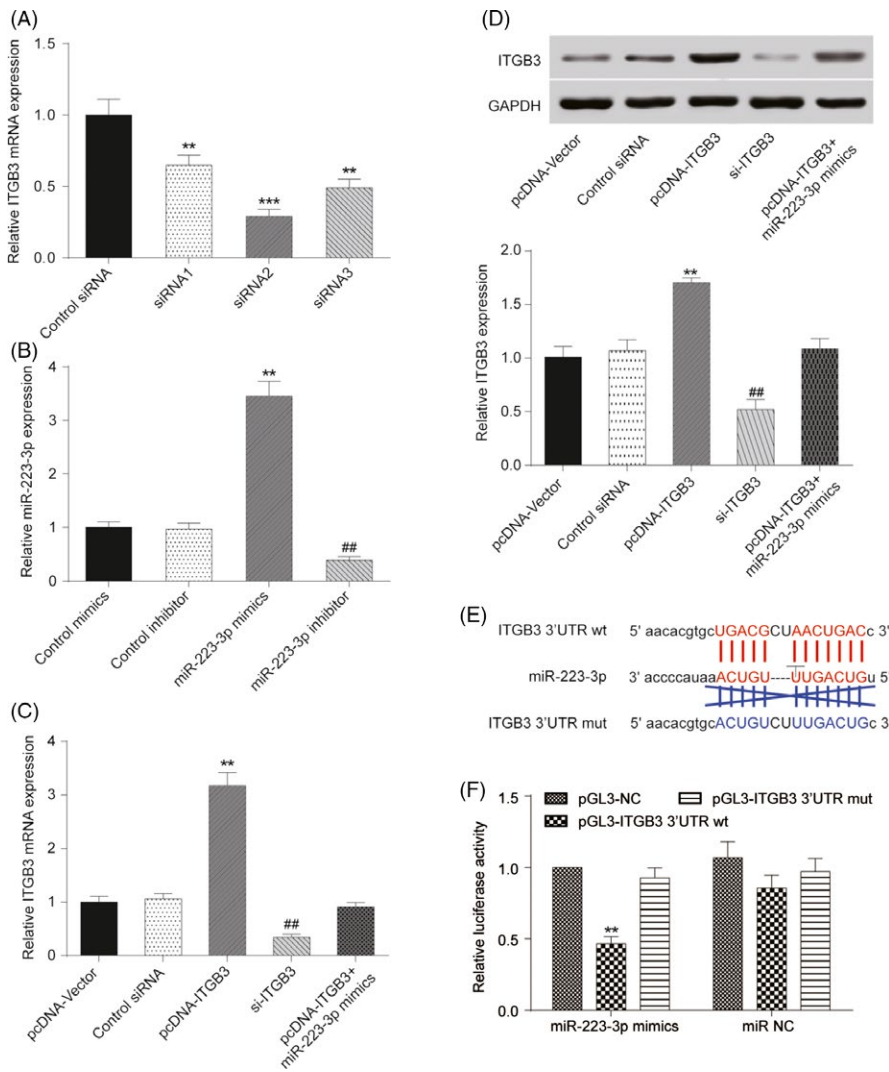 (A)
Relative ITGB3 mRNA expression
1.5
1.0
0.5
0.0
**
***
**
Control siRNA
siRNA1
siRNA2
siRNA3
(B)
Relative miR-223-3p expression
4
3
2
1
0
**
##
Control mimics
Control inhibitor
miR-223-3p mimics
miR-223-3p inhibitor
(C)
Relative ITGB3 mRNA expression
4
3
2
1
0
**
##
pcDNA-Vector
Control siRNA
pcDNA-ITGB3
si-ITGB3
pcDNA-ITGB3+
miR-223-3p mimics
(D)
ITGB3
GAPDH
pcDNA-Vector
Control siRNA
pcDNA-ITGB3
si-ITGB3
pcDNA-ITGB3+
miR-223-3p mimics
Relative ITGB3 expression
2.0
1.5
1.0
0.5
0.0
**
##
pcDNA-Vector
Control siRNA
pcDNA-ITGB3
si-ITGB3
pcDNA-ITGB3+
miR-223-3p mimics
(E)
ITGB3 3'UTR wt 5' aacacgtgcUGACGCUAACUGACc 3'
miR-223-3p 3' accccauaaACUGU----UUGACUGu 5'
ITGB3 3'UTR mut 5' aacacgtgcACUGUCUUUGACUGc 3'
(F)
pGL3-NC
pGL3-ITGB3 3'UTR mut
pGL3-ITGB3 3'UTR wt
Relative luciferase activity
1.5
1.0
0.5
0.0
**
miR-223-3p mimics
miR NC